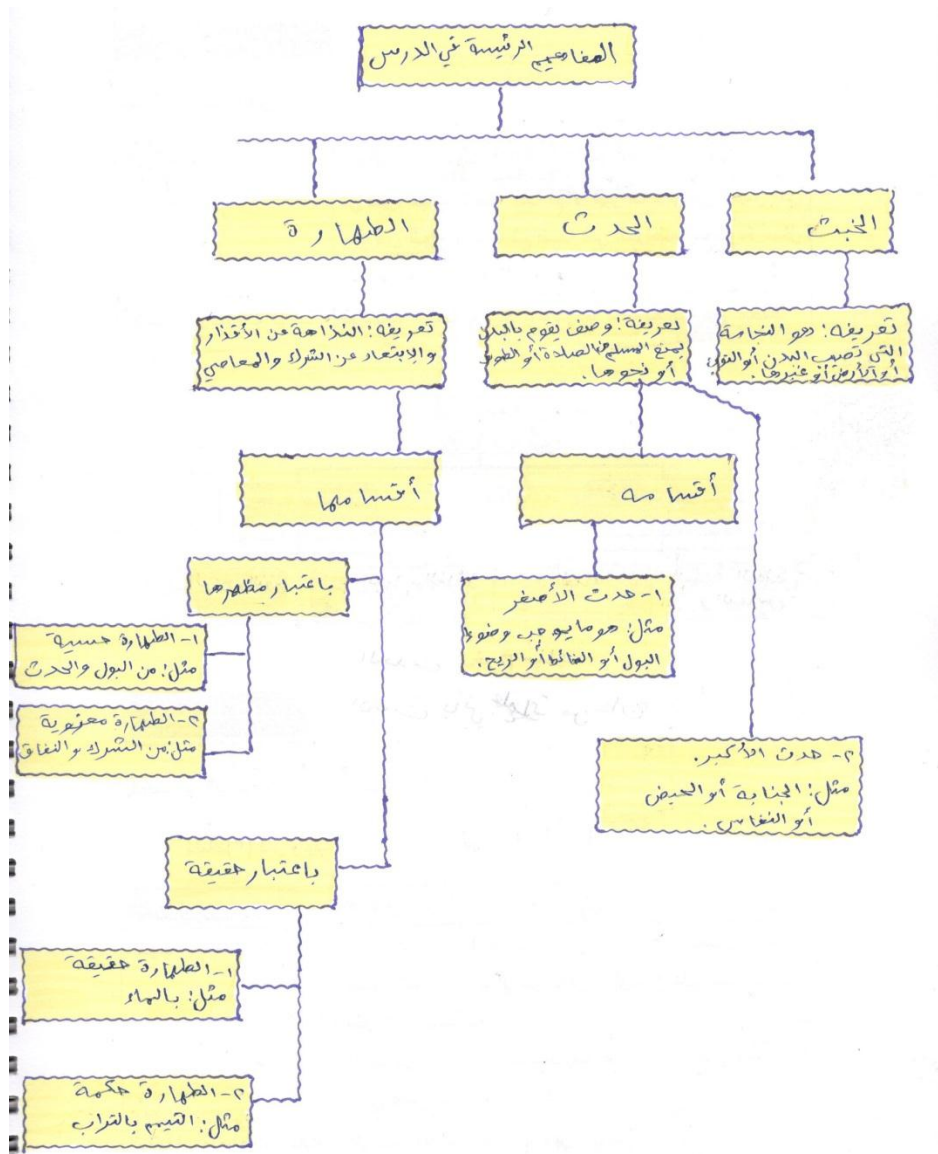 المفاهيم الرئيسة في الدرس
الخبث
الحدث
الطهارة
تعريفه: هو النجاسة
التي تصيب البدن أو الثوب
أو الأرض أو غيرها.
تعريفة: وصف يقوم بالبدن
يمنع المسلم من الصلاة أو الطواف
أو نحوها.
تعريفه: النزاهة عن الأقذار
والابتعاد عن الشرك والمعاصي
أقسامه
أقسامها
١- حدث الأصغر
مثل: هو ما يوجب وضوءا
البول أو الغائط أو الريح.
٢- حدث الأكبر.
مثل: الجنابة أو الحيض
أو النفاس.
باعتبار مظهرها
١- الطهارة حسية
مثل: من البول والحدث
٢- الطهارة معنوية
مثل: من الشرك والنفاق
باعتبار حقيقة
١- الطهارة حقيقة
مثل: بالماء
٢- الطهارة حكمة
مثل: التيمم بالتراب